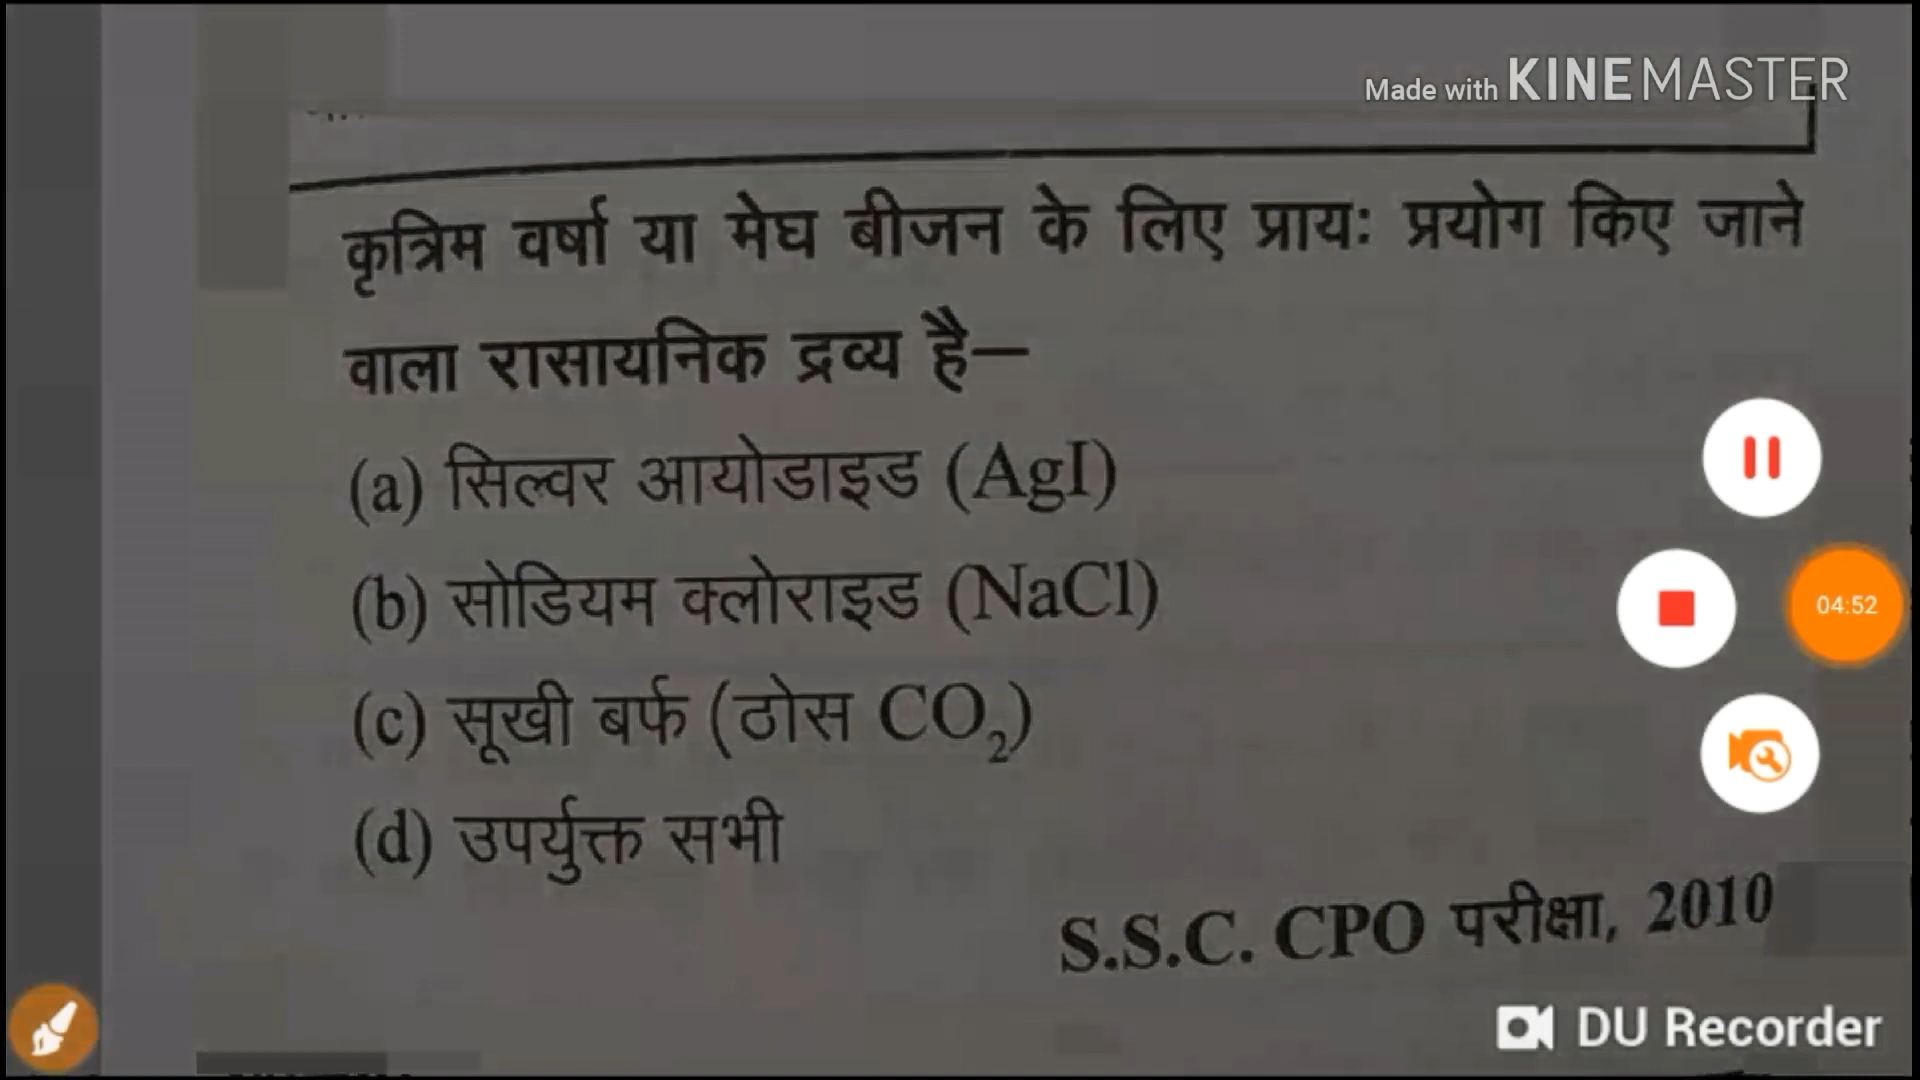 Made with KINEMASTER
कृत्रिम वर्षा या मेघ बीजन के लिए प्रायः प्रयोग किए जाने
वाला रासायनिक द्रव्य है—
(a) सिल्वर आयोडाइड (AgI)
(b) सोडियम क्लोराइड (NaCl)
(c) सूखी बर्फ (ठोस CO₂)
(d) उपर्युक्त सभी
04:52
S.S.C. CPO परीक्षा, 2010
DU Recorder